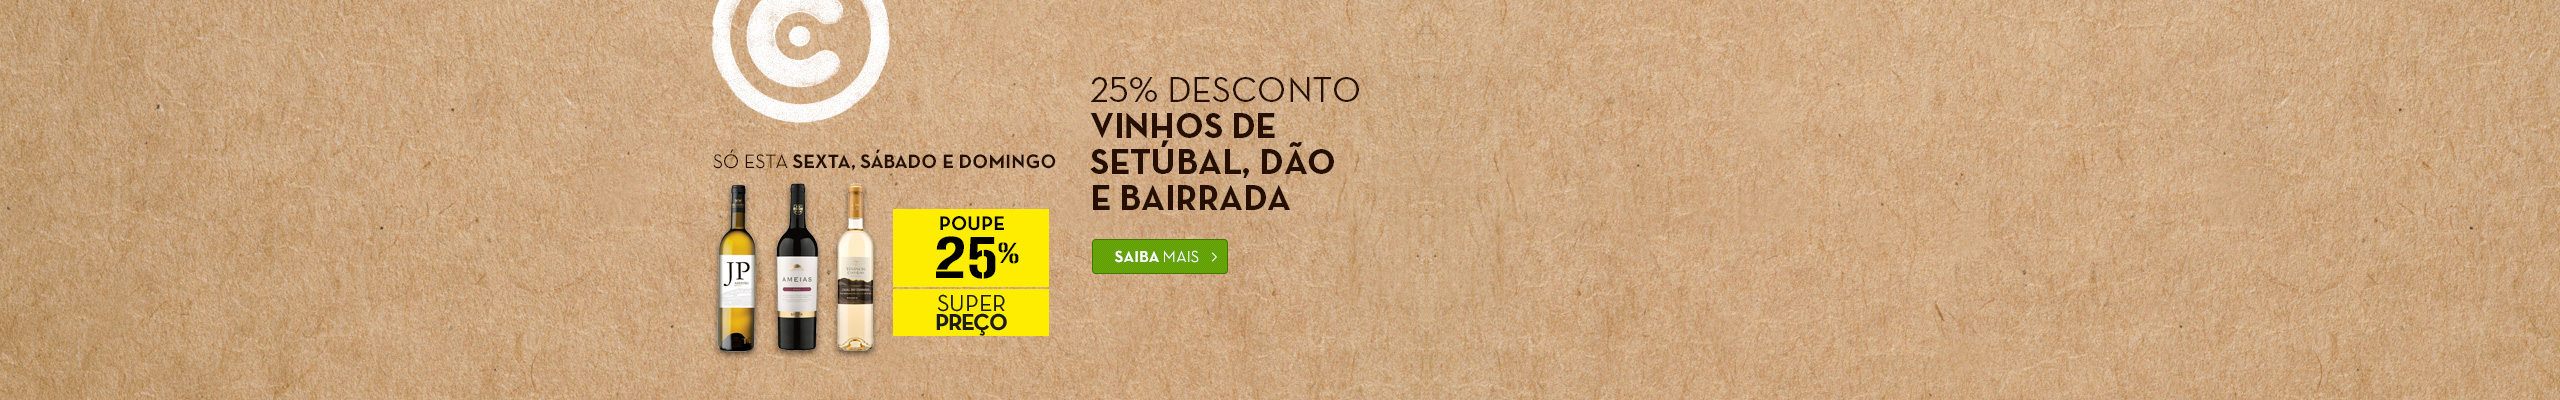 SÓ ESTA SEXTA, SÁBADO E DOMINGO
JP
AMEIAS
POUPE
25%
SUPER
PREÇO
25% DESCONTO
VINHOS DE
SETÚBAL, DÃO
E BAIRRADA
SAIBA MAIS